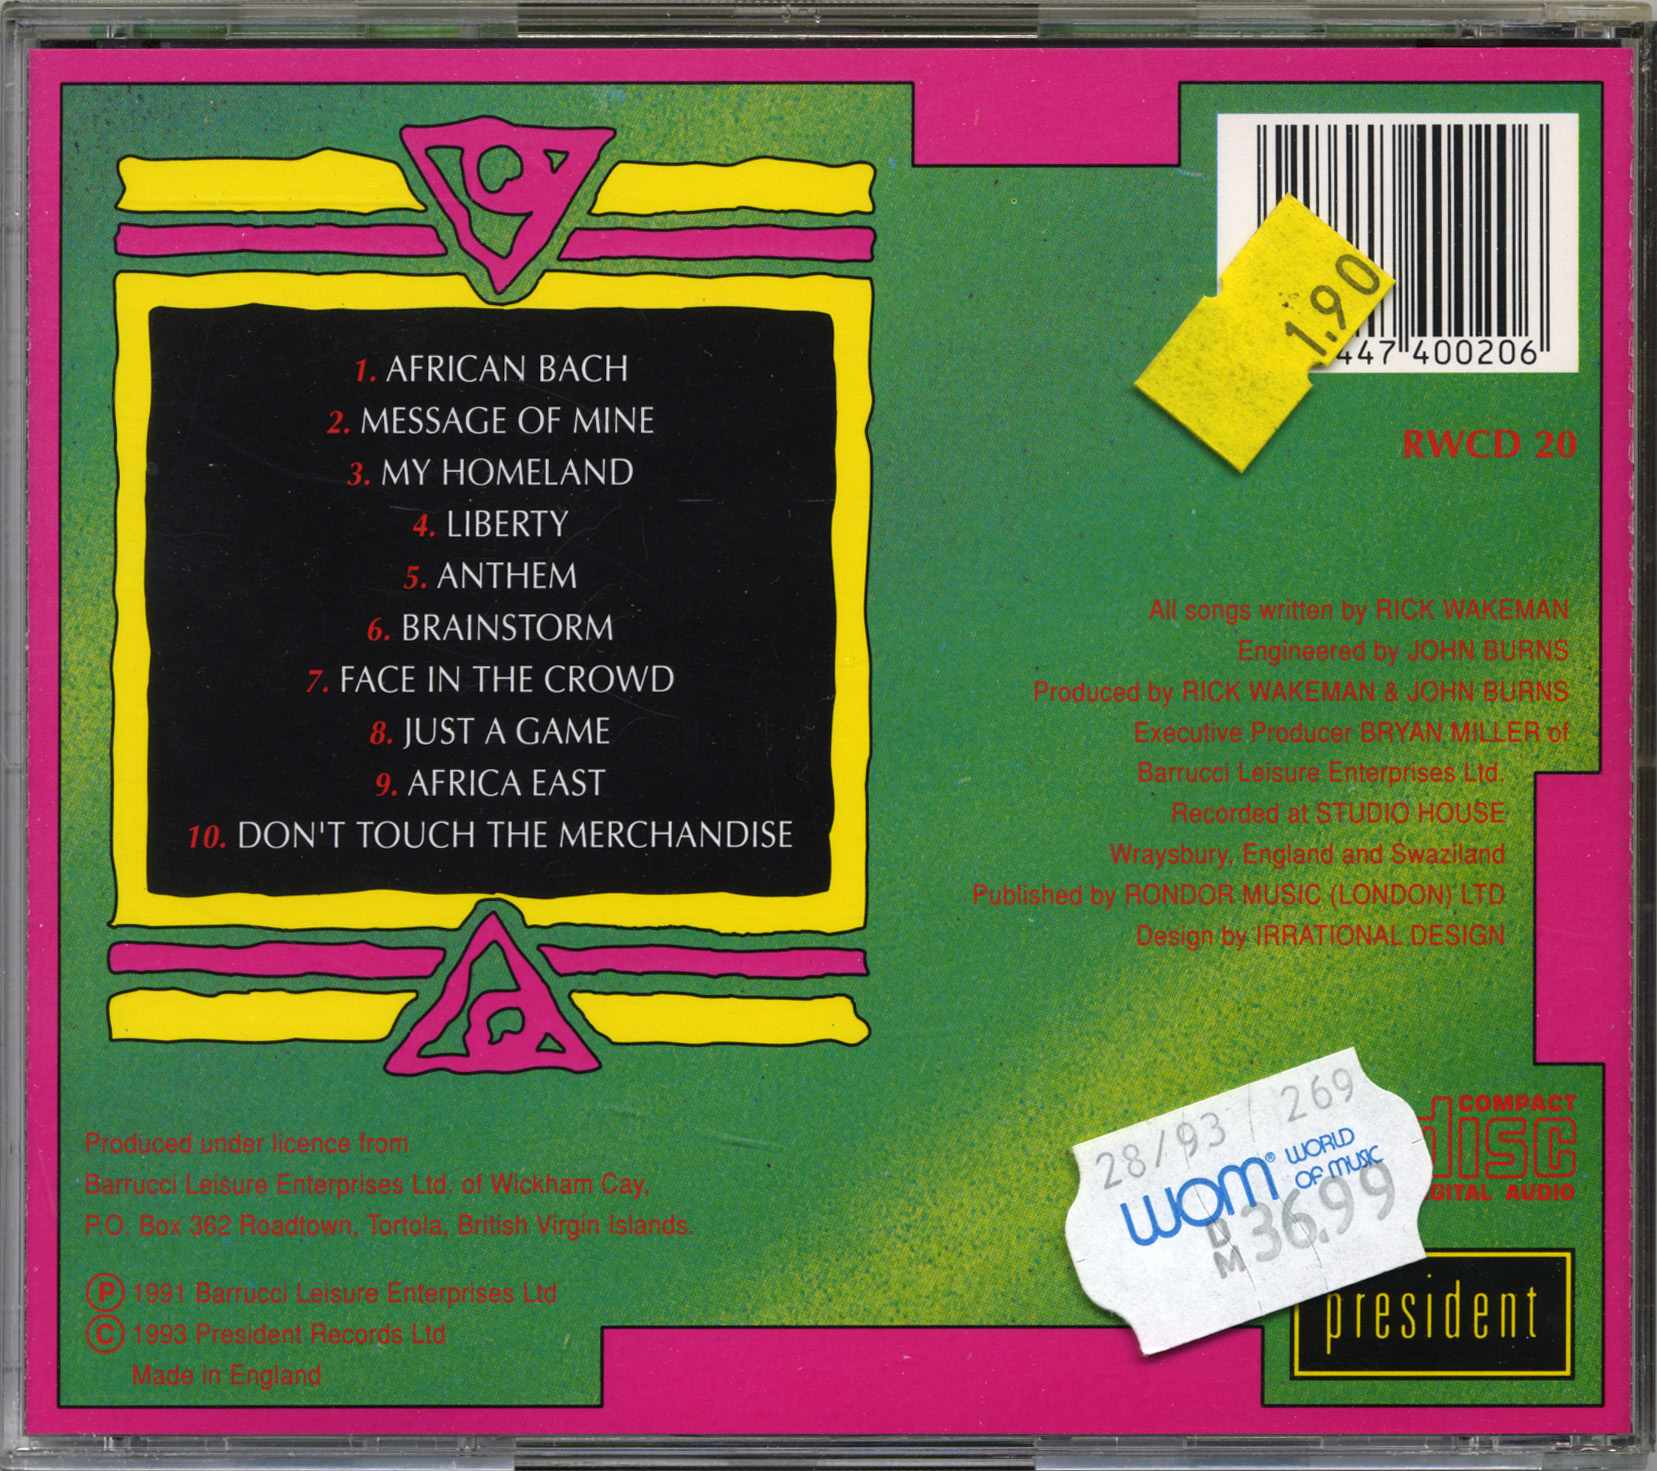 1. AFRICAN BACH
2. MESSAGE OF MINE
3. MY HOMELAND
4. LIBERTY
5. ANTHEM
6. BRAINSTORM
7. FACE IN THE CROWD
8. JUST A GAME
9. AFRICA EAST
10. DON'T TOUCH THE MERCHANDISE
1.90
447 400206
RWCD 20
All songs written by RICK WAKEMAN
Engineered by JOHN BURNS
Produced by RICK WAKEMAN & JOHN BURNS
Executive Producer BRYAN MILLER of
Barrucci Leisure Enterprises Ltd.
Recorded at STUDIO HOUSE
Wraysbury, England and Swaziland
Published by RONDOR MUSIC (LONDON) LTD
Design by IRRATIONAL DESIGN
Produced under licence from
Barrucci Leisure Enterprises Ltd. of Wickham Cay,
P.O. Box 362 Roadtown, Tortola, British Virgin Islands.
Ⓟ 1991 Barrucci Leisure Enterprises Ltd
© 1993 President Records Ltd
Made in England
28/93 / 269
WOM® WORLD
OF MUSIC
DM 36.99
COMPACT
disc
DIGITAL AUDIO
president